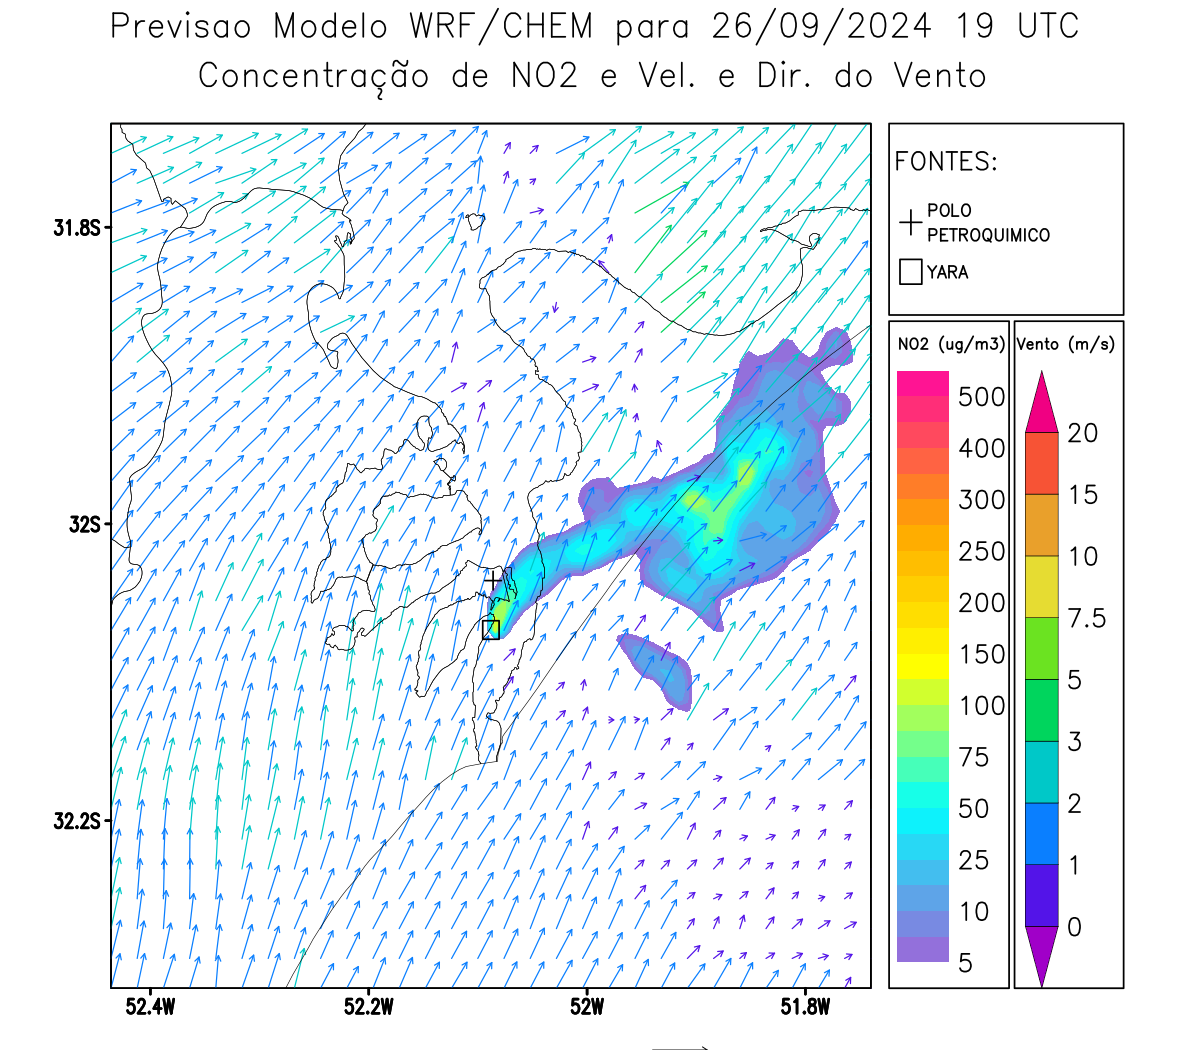 Previsao Modelo WRF/CHEM para 26/09/2024 19 UTC
Concentração de NO2 e Vel. e Dir. do Vento
FONTES:
POLO
PETROQUIMICO
YARA
NO2 (ug/m3)
500
400
300
250
200
150
100
75
50
25
10
5
Vento (m/s)
20
15
10
7.5
5
3
2
1
0
31.8S
32S
32.2S
52.4W
52.2W
52W
51.8W